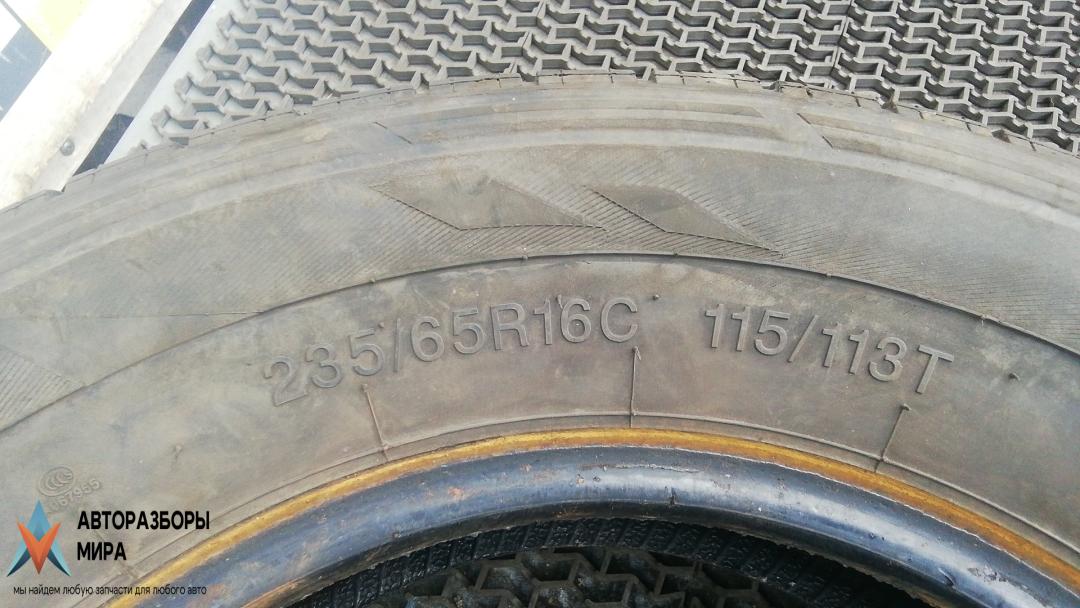 235/65R16C 115/113T
АВТОРАЗБОРЫ
МИРА
мы найдем любую запчасти для любого авто